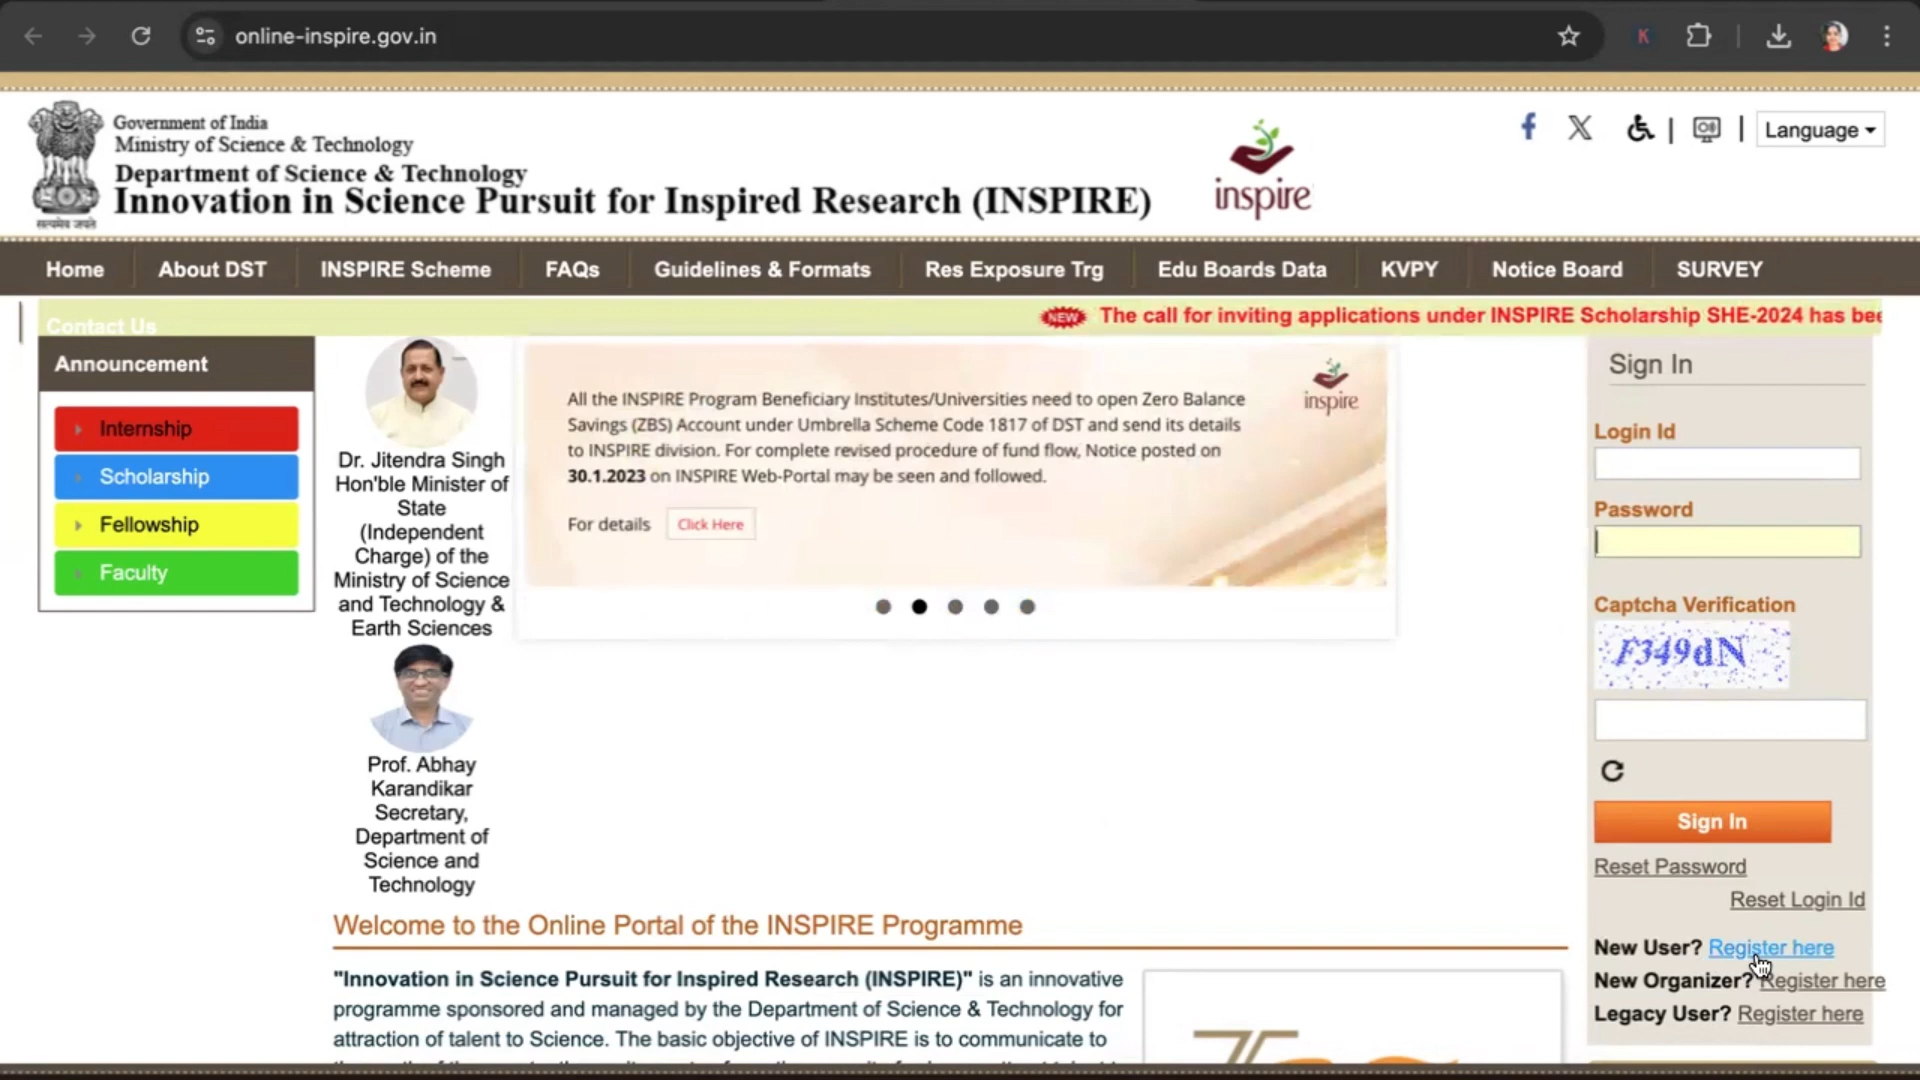 online-inspire.gov.in
K
Government of India
Ministry of Science & Technology
Department of Science & Technology
Innovation in Science Pursuit for Inspired Research (INSPIRE)
सत्यमेव जयते
inspire
Language
Home
About DST
INSPIRE Scheme
FAQs
Guidelines & Formats
Res Exposure Trg
Edu Boards Data
KVPY
Notice Board
SURVEY
Contact Us
NEW The call for inviting applications under INSPIRE Scholarship SHE-2024 has bee
Announcement
Internship
Scholarship
Fellowship
Faculty
Dr. Jitendra Singh
Hon'ble Minister of
State
(Independent
Charge) of the
Ministry of Science
and Technology &
Earth Sciences
Prof. Abhay
Karandikar
Secretary,
Department of
Science and
Technology
All the INSPIRE Program Beneficiary Institutes/Universities need to open Zero Balance
Savings (ZBS) Account under Umbrella Scheme Code 1817 of DST and send its details
to INSPIRE division. For complete revised procedure of fund flow, Notice posted on
30.1.2023 on INSPIRE Web-Portal may be seen and followed.
For details Click Here
inspire
Sign In
Login Id
Password
Captcha Verification
F349dN
Sign In
Reset Password
Reset Login Id
New User? Register here
New Organizer? Register here
Legacy User? Register here
Welcome to the Online Portal of the INSPIRE Programme
"Innovation in Science Pursuit for Inspired Research (INSPIRE)" is an innovative
programme sponsored and managed by the Department of Science & Technology for
attraction of talent to Science. The basic objective of INSPIRE is to communicate to